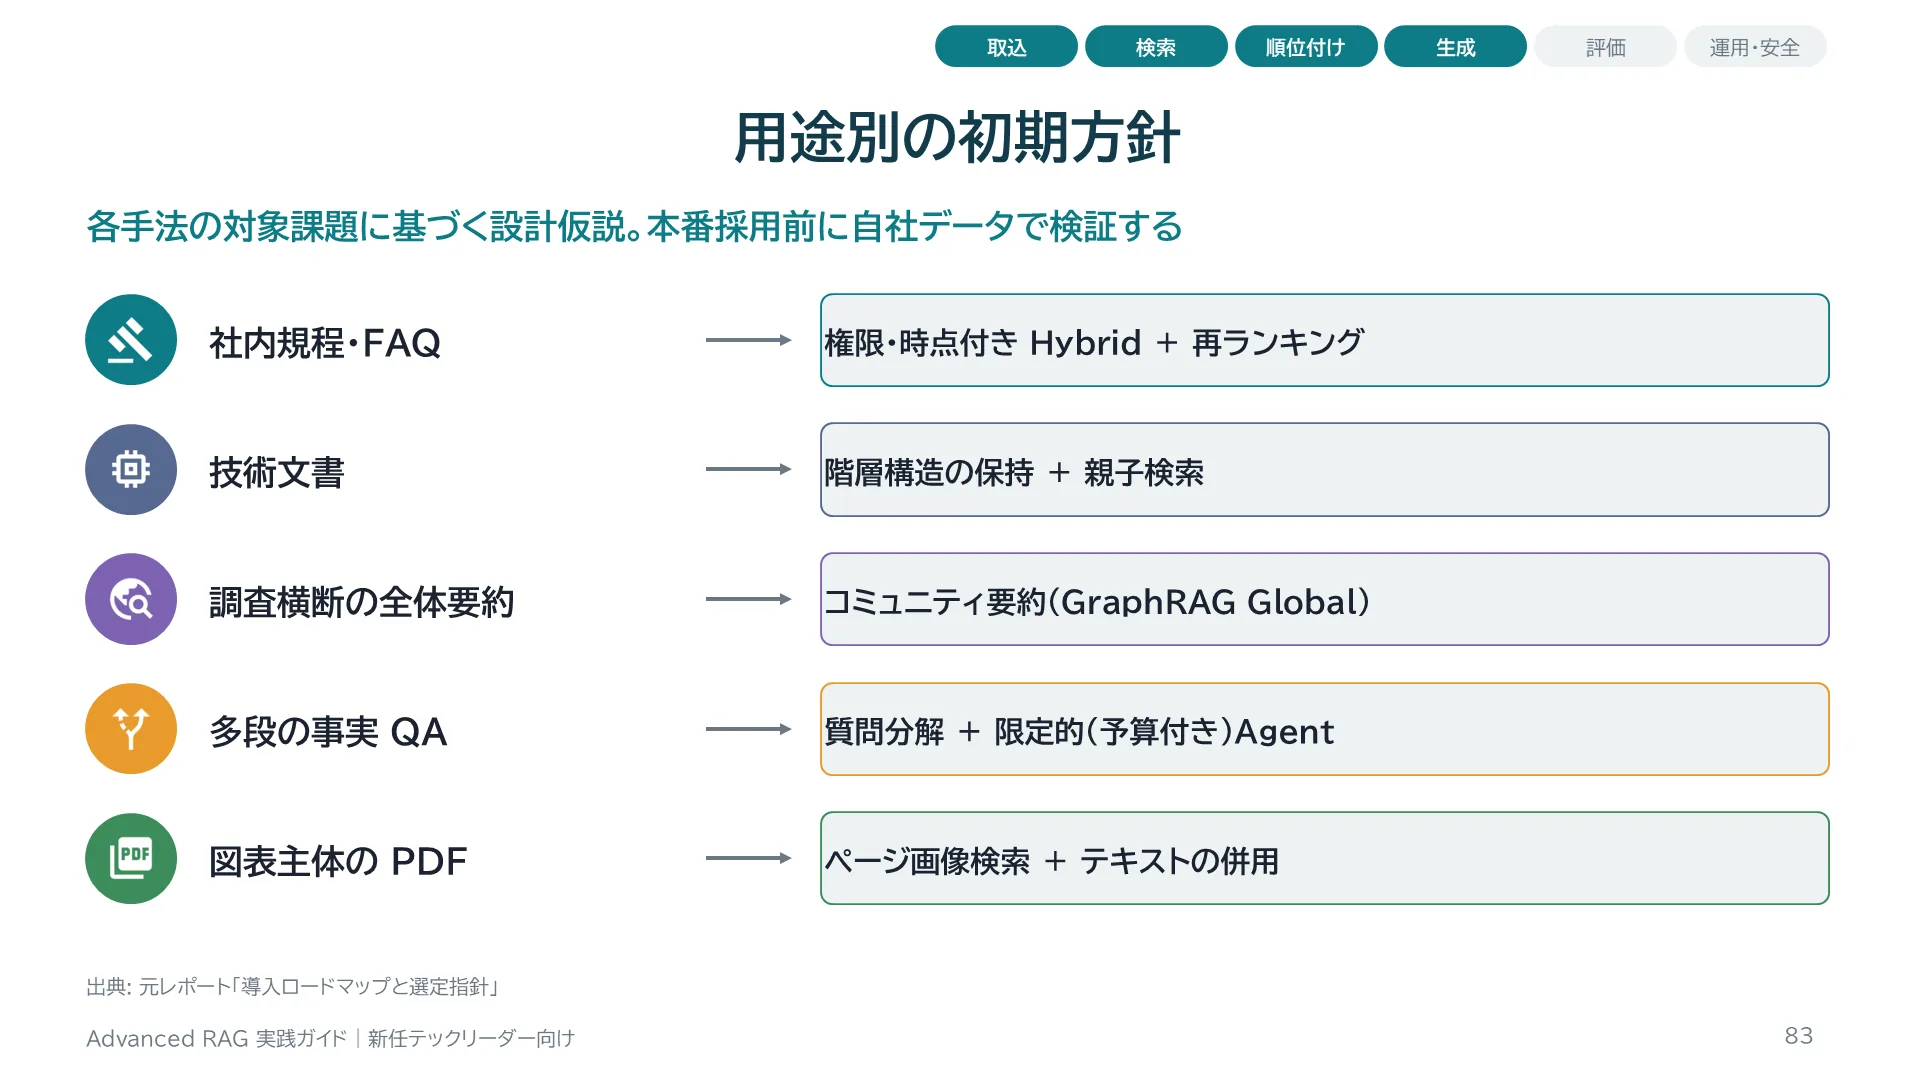 取込
検索
順位付け
生成
評価
運用・安全
用途別の初期方針
各手法の対象課題に基づく設計仮説。本番採用前に自社データで検証する
社内規程・FAQ
権限・時点付き Hybrid ＋ 再ランキング
技術文書
階層構造の保持 ＋ 親子検索
調査横断の全体要約
コミュニティ要約（GraphRAG Global）
多段の事実 QA
質問分解 ＋ 限定的（予算付き）Agent
PDF
図表主体の PDF
ページ画像検索 ＋ テキストの併用
出典: 元レポート「導入ロードマップと選定指針」
Advanced RAG 実践ガイド｜新任テックリーダー向け
83